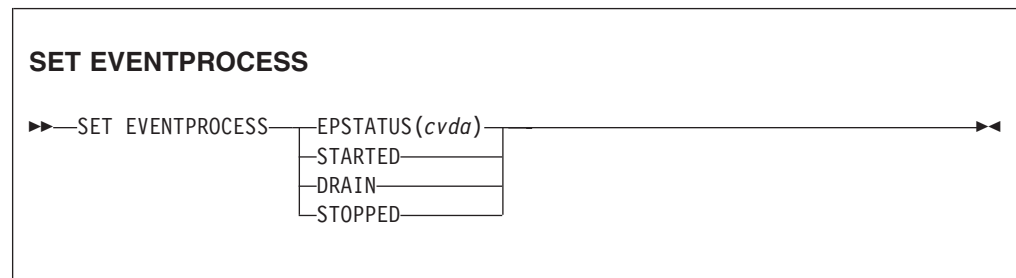 SET EVENTPROCESS
SET EVENTPROCESS EPSTATUS(cvda)
STARTED
DRAIN
STOPPED